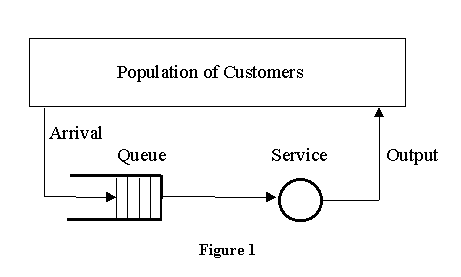 Population of Customers
Arrival
Queue
Service
Output
Figure 1